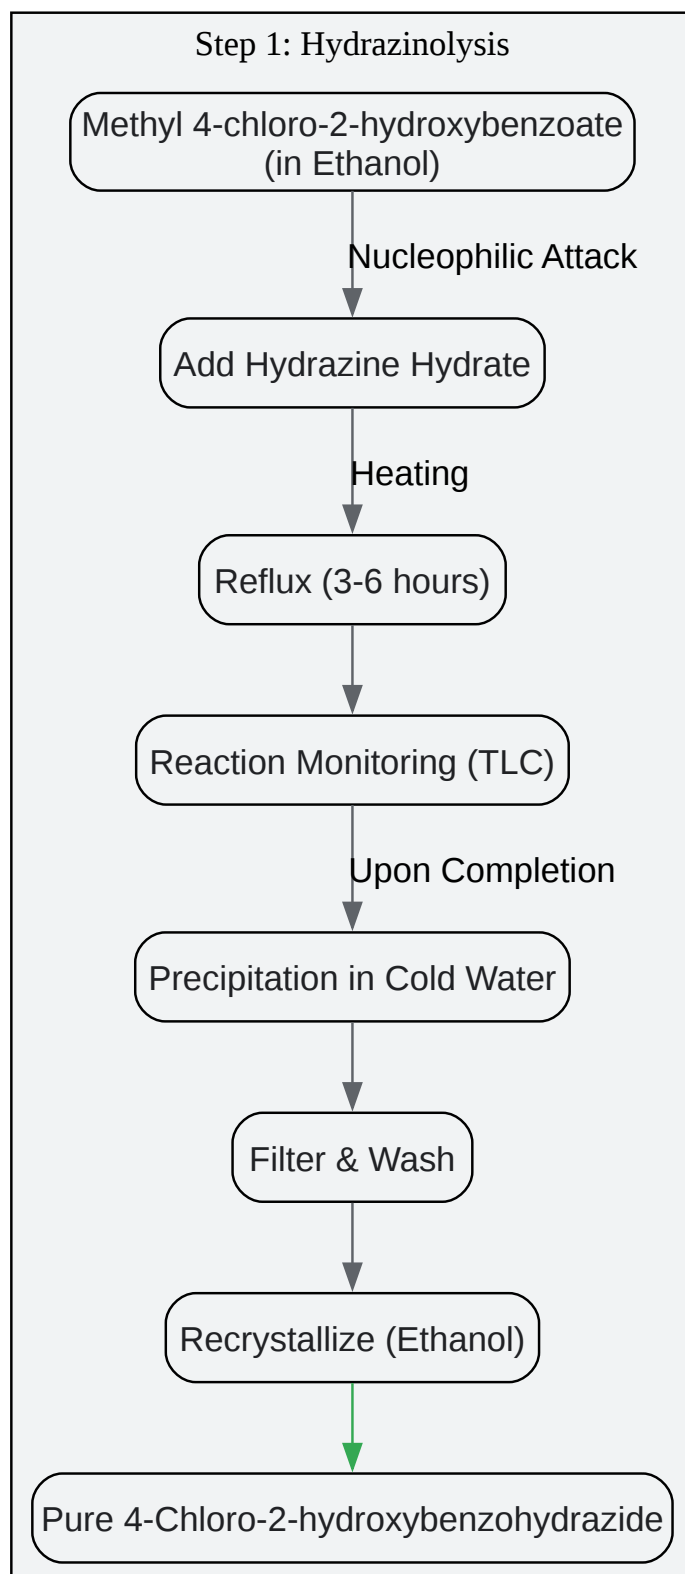 Step 1: Hydrazinolysis
Methyl 4-chloro-2-hydroxybenzoate
(in Ethanol)
Nucleophilic Attack
Add Hydrazine Hydrate
Heating
Reflux (3-6 hours)
Reaction Monitoring (TLC)
Upon Completion
Precipitation in Cold Water
Filter & Wash
Recrystallize (Ethanol)
Pure 4-Chloro-2-hydroxybenzohydrazide